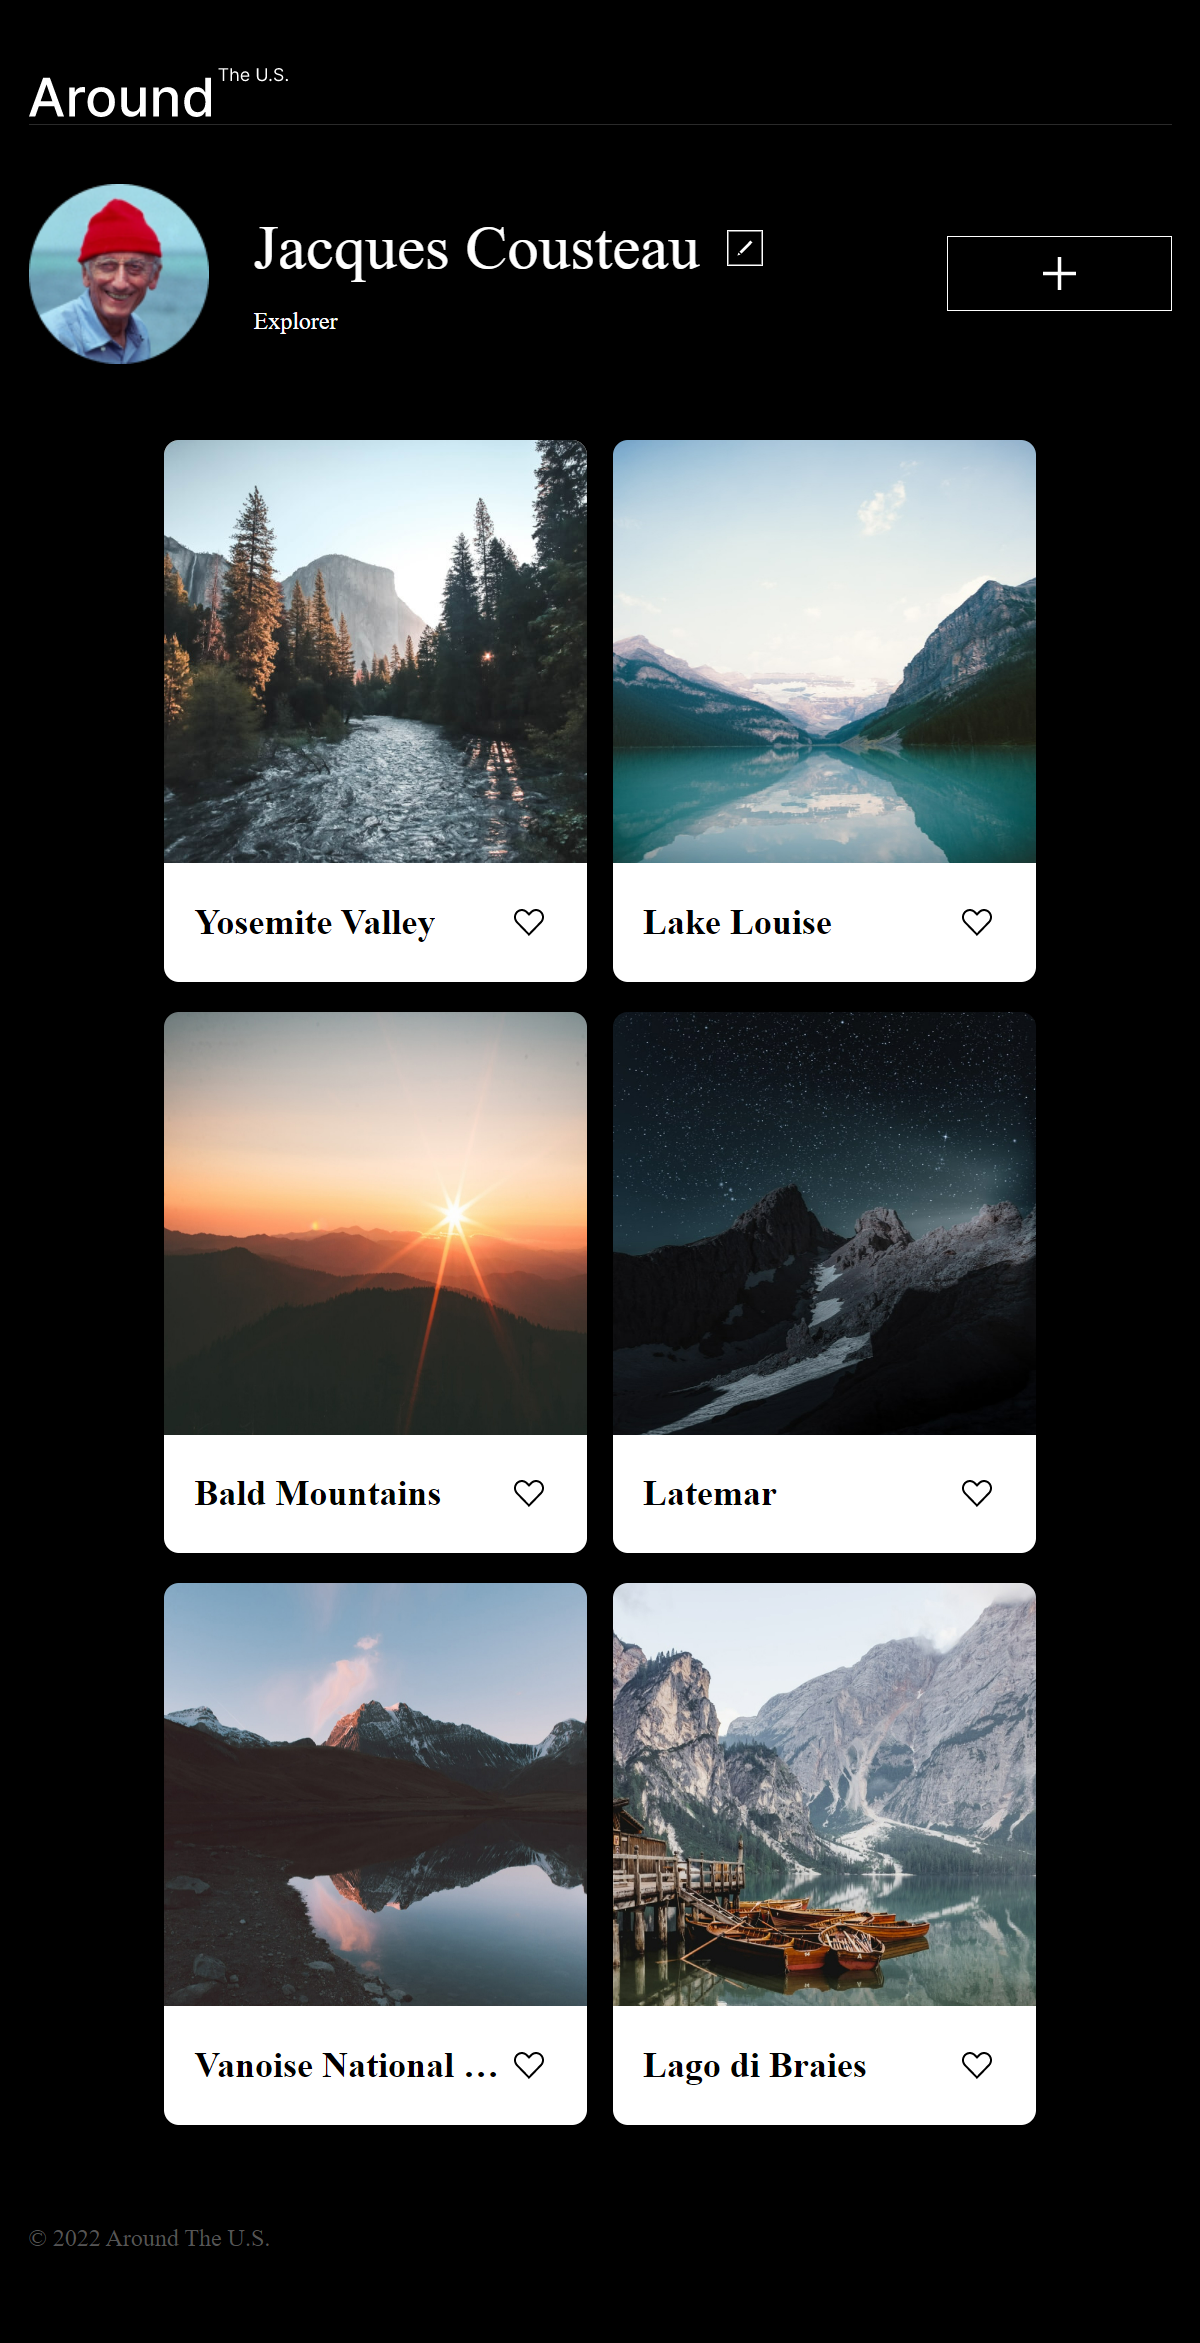 Around The U.S.
Jacques Cousteau
Explorer
Yosemite Valley
Lake Louise
Bald Mountains
Latemar
Vanoise National ...
Lago di Braies
© 2022 Around The U.S.